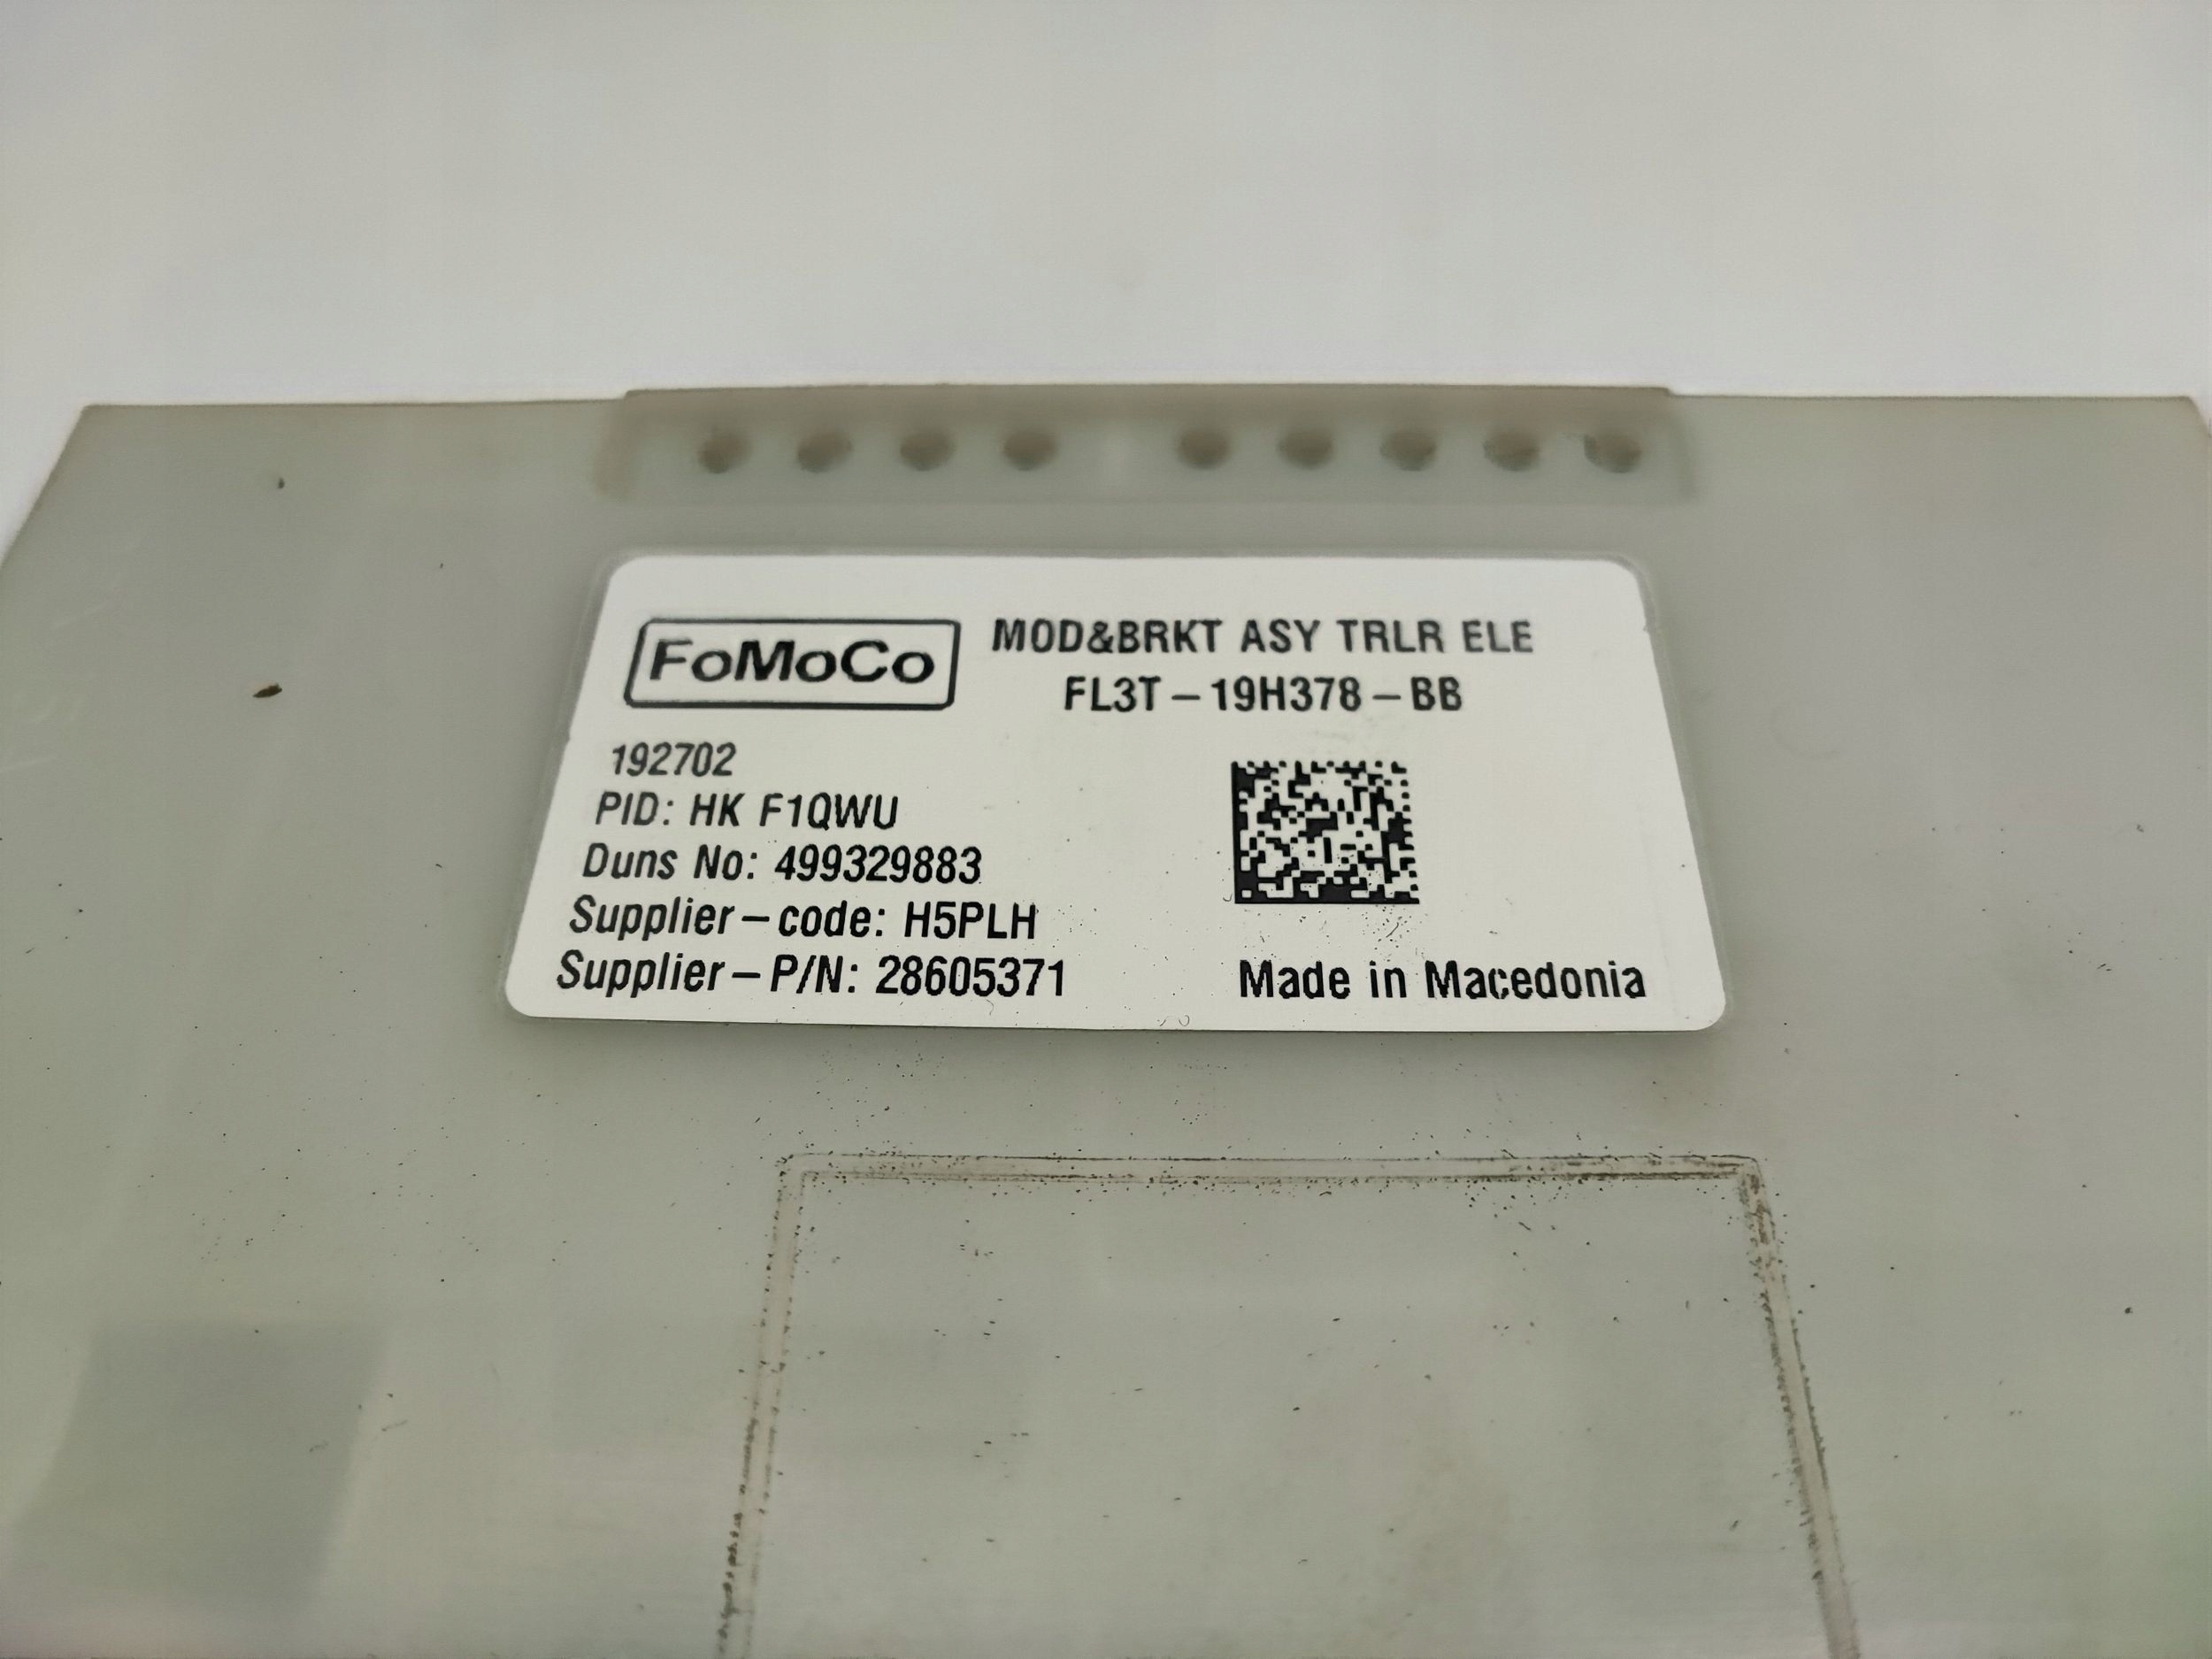 FoMoCo
MOD&BRKT ASY TRLR ELE
FL3T-19H378-BB
192702
PID: HK F1QWU
Duns No: 499329883
Supplier-code: H5PLH
Supplier-P/N: 28605371
Made in Macedonia